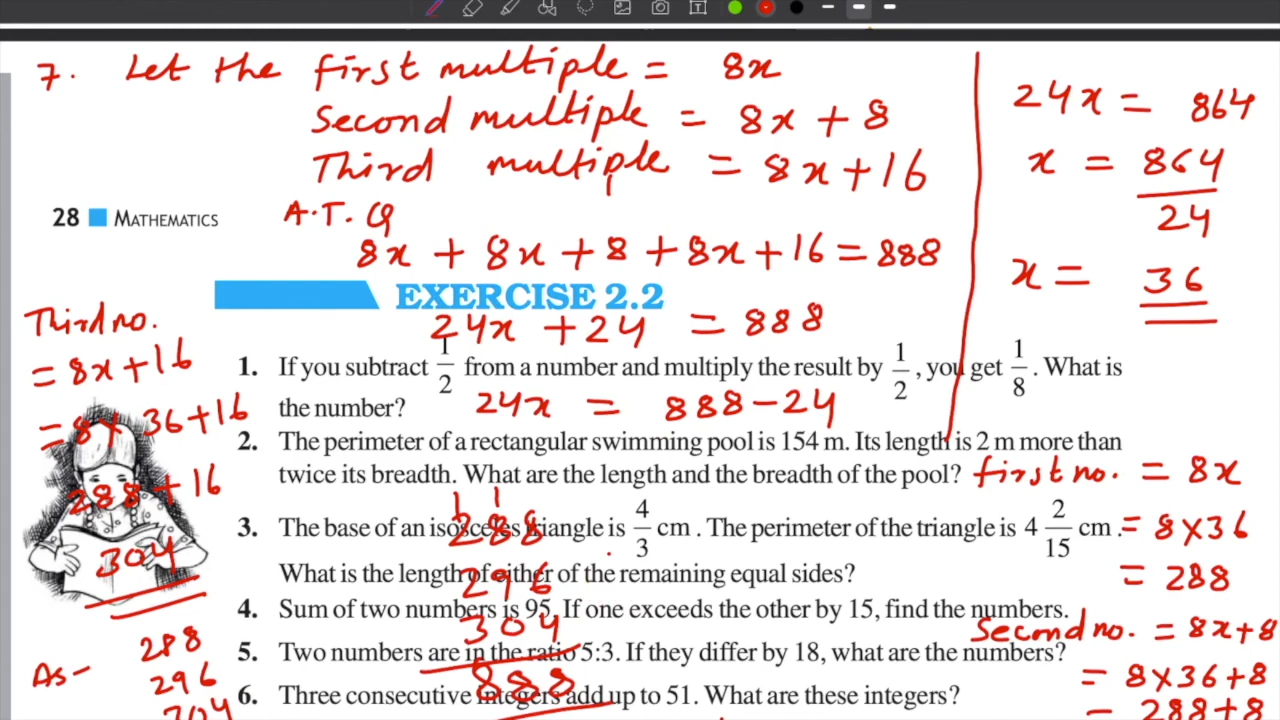 7. Let the first multiple = 8x
Second multiple = 8x + 8
Third multiple = 8x + 16
A.T.Q
8x + 8x + 8 + 8x + 16 = 888
24x + 24 = 888
24x = 888 - 24
24x = 864
x = 864/24
x = 36
28 MATHEMATICS
EXERCISE 2.2
1. If you subtract 1/2 from a number and multiply the result by 1/2, you get 1/8. What is
the number?
2. The perimeter of a rectangular swimming pool is 154 m. Its length is 2 m more than
twice its breadth. What are the length and the breadth of the pool?
3. The base of an isosceles triangle is 4/3 cm. The perimeter of the triangle is 4 2/15 cm.
What is the length of either of the remaining equal sides?
4. Sum of two numbers is 95. If one exceeds the other by 15, find the numbers.
5. Two numbers are in the ratio 5:3. If they differ by 18, what are the numbers?
6. Three consecutive integers add up to 51. What are these integers?
first no. = 8x
= 8x36
= 288
Second no. = 8x+8
= 8x36+8
= 288+8
Third no.
= 8x+16
= 8x 36+16
288+16
304
1 1
288
296
304
888
As- 288
296
304